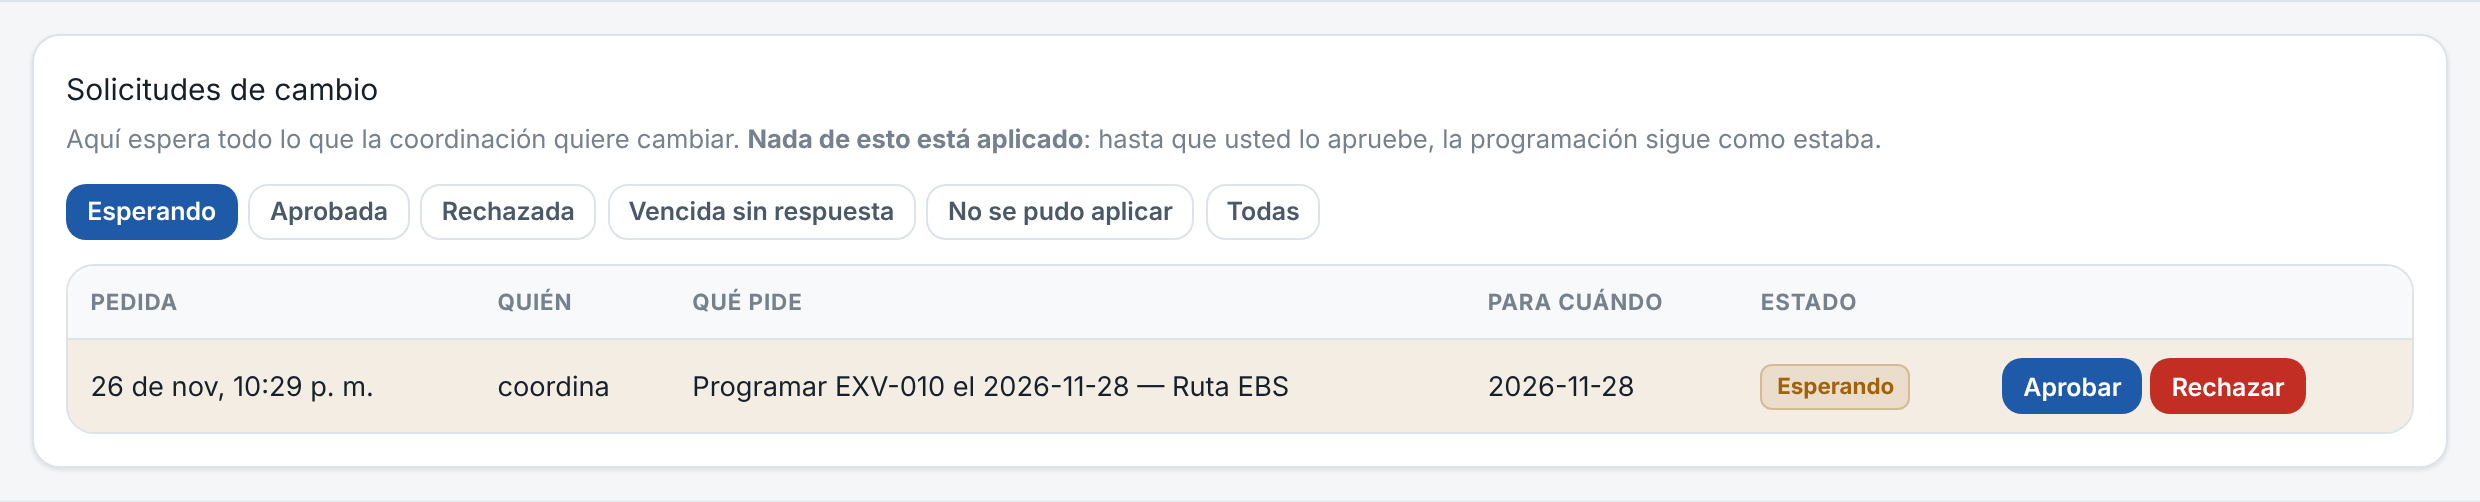 Solicitudes de cambio
Aquí espera todo lo que la coordinación quiere cambiar. Nada de esto está aplicado: hasta que usted lo apruebe, la programación sigue como estaba.
Esperando Aprobada Rechazada Vencida sin respuesta No se pudo aplicar Todas
PEDIDA QUIÉN QUÉ PIDE PARA CUÁNDO ESTADO
26 de nov, 10:29 p. m. coordina Programar EXV-010 el 2026-11-28 — Ruta EBS 2026-11-28 Esperando Aprobar Rechazar